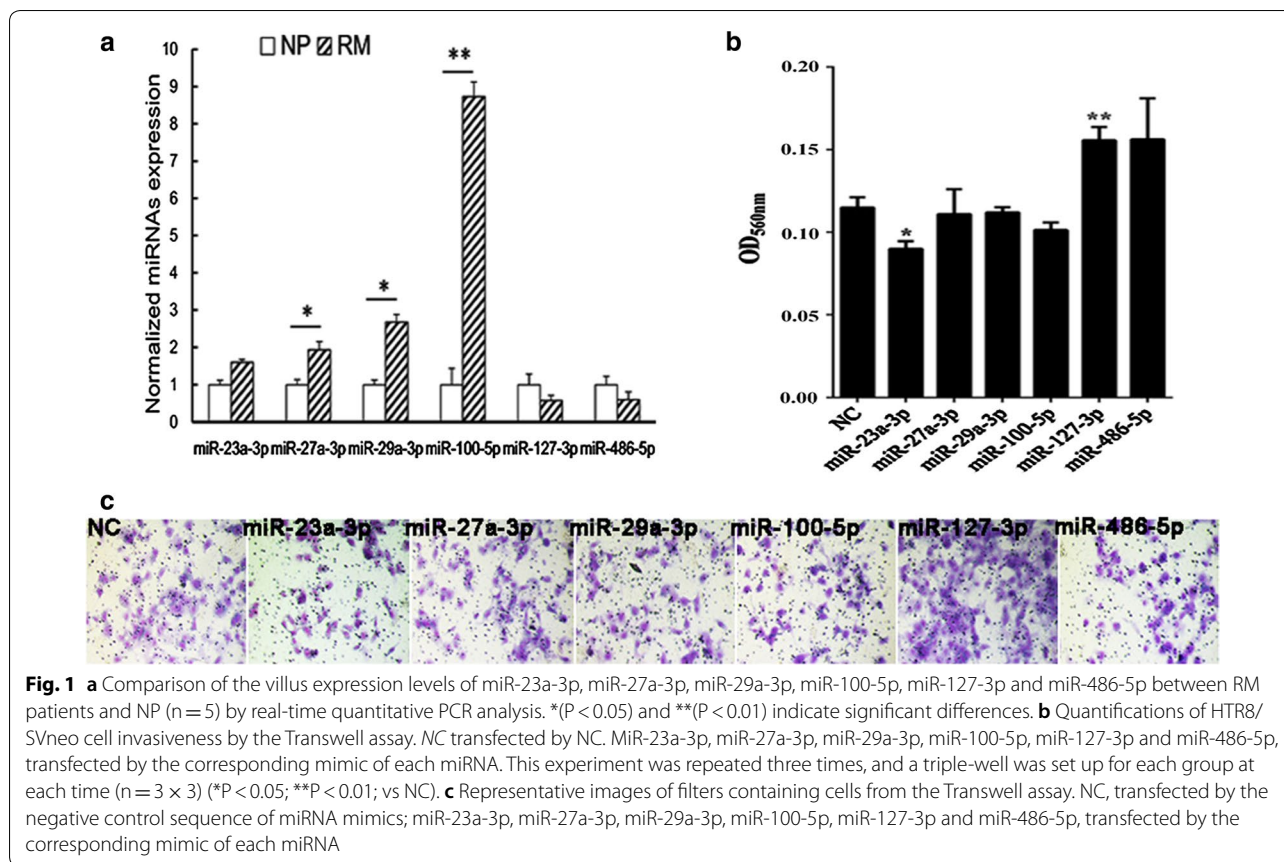 a
NP RM
Normalized miRNAs expression
10
9
8
7
6
5
4
3
2
1
0
*
*
**
miR-23a-3p miR-27a-3p miR-29a-3p miR-100-5p miR-127-3p miR-486-5p
b
OD560nm
0.20
0.15
0.10
0.05
0.00
*
**
NC
miR-23a-3p
miR-27a-3p
miR-29a-3p
miR-100-5p
miR-127-3p
miR-486-5p
c
NC miR-23a-3p miR-27a-3p miR-29a-3p miR-100-5p miR-127-3p miR-486-5p
Fig. 1 a Comparison of the villus expression levels of miR-23a-3p, miR-27a-3p, miR-29a-3p, miR-100-5p, miR-127-3p and miR-486-5p between RM
patients and NP (n = 5) by real-time quantitative PCR analysis. *(P < 0.05) and **(P < 0.01) indicate significant differences. b Quantifications of HTR8/
SVneo cell invasiveness by the Transwell assay. NC transfected by NC. MiR-23a-3p, miR-27a-3p, miR-29a-3p, miR-100-5p, miR-127-3p and miR-486-5p,
transfected by the corresponding mimic of each miRNA. This experiment was repeated three times, and a triple-well was set up for each group at
each time (n = 3 × 3) (*P < 0.05; **P < 0.01; vs NC). c Representative images of filters containing cells from the Transwell assay. NC, transfected by the
negative control sequence of miRNA mimics; miR-23a-3p, miR-27a-3p, miR-29a-3p, miR-100-5p, miR-127-3p and miR-486-5p, transfected by the
corresponding mimic of each miRNA